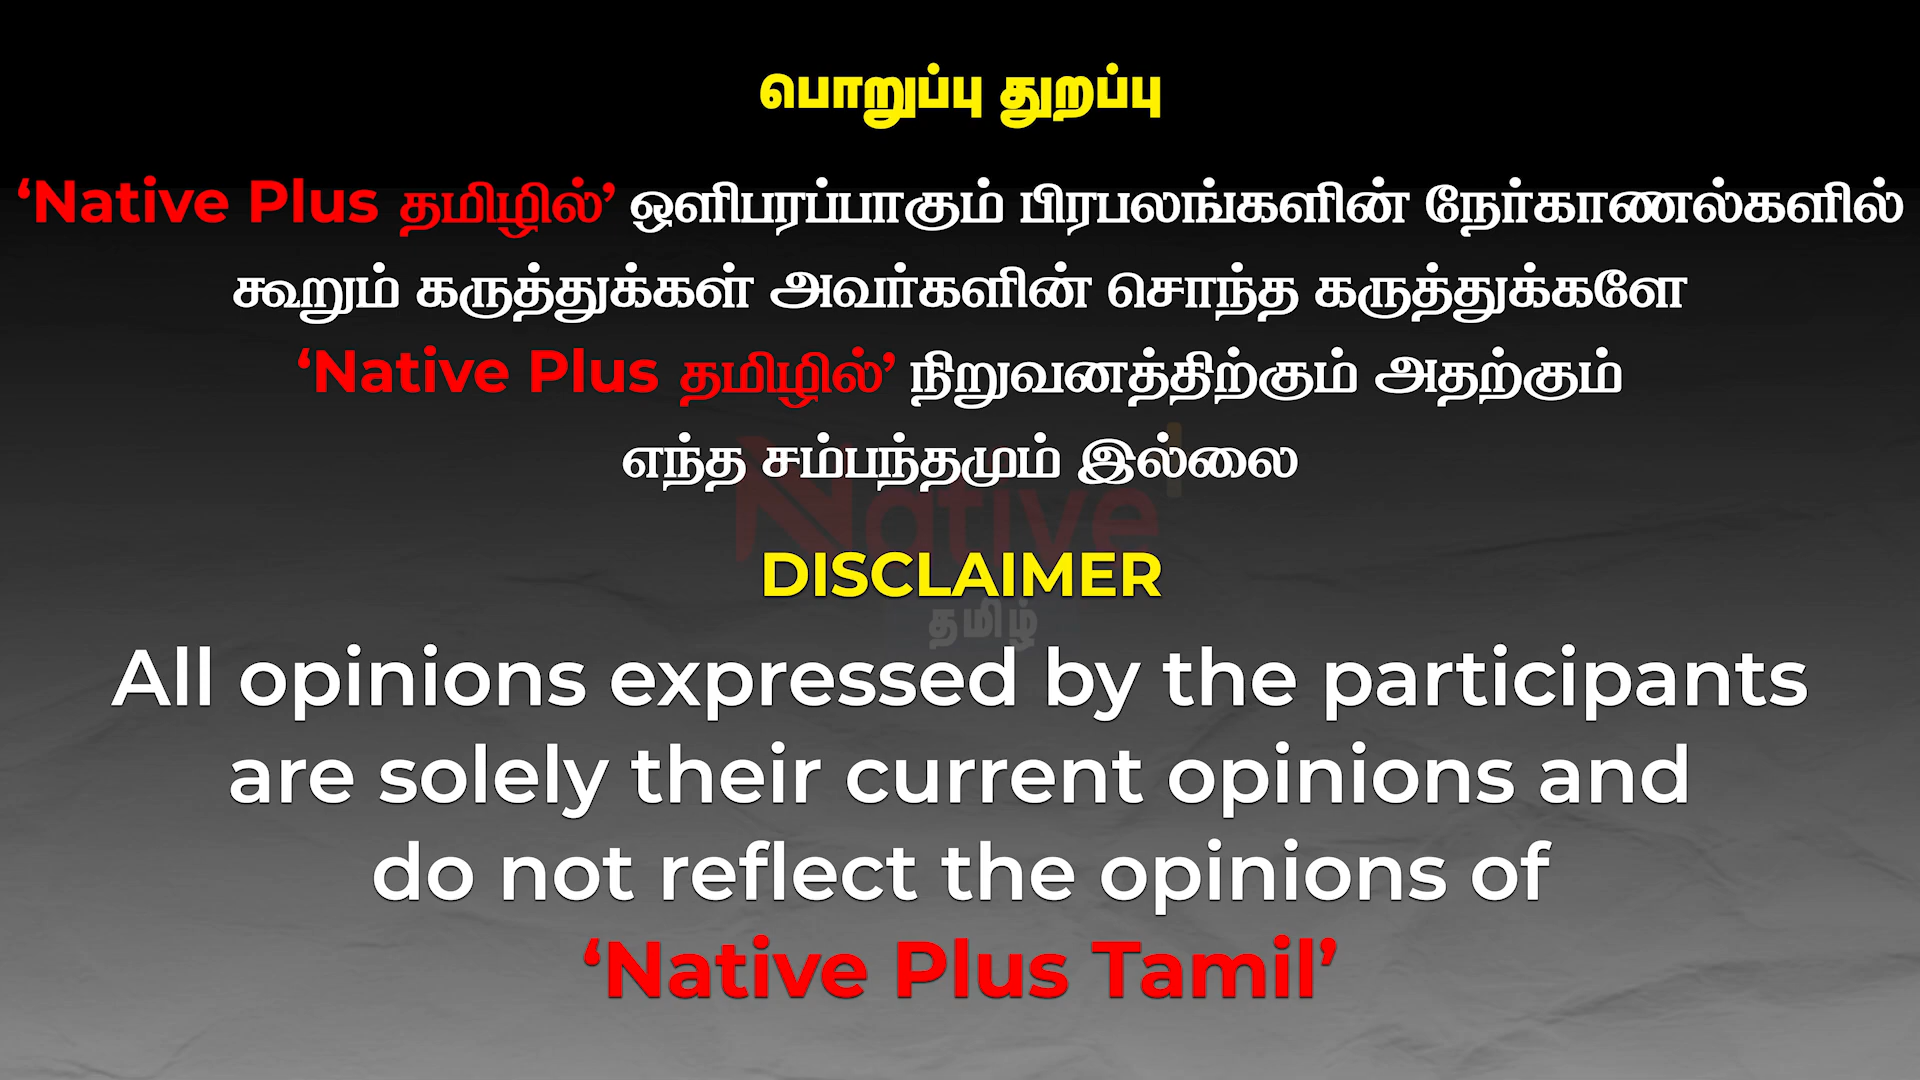 பொறுப்பு துறப்பு
‘Native Plus தமிழில்’ ஒளிபரப்பாகும் பிரபலங்களின் நேர்காணல்களில்
கூறும் கருத்துக்கள் அவர்களின் சொந்த கருத்துக்களே
‘Native Plus தமிழில்’ நிறுவனத்திற்கும் அதற்கும்
எந்த சம்பந்தமும் இல்லை
Native+
DISCLAIMER
தமிழ்
All opinions expressed by the participants
are solely their current opinions and
do not reflect the opinions of
‘Native Plus Tamil’